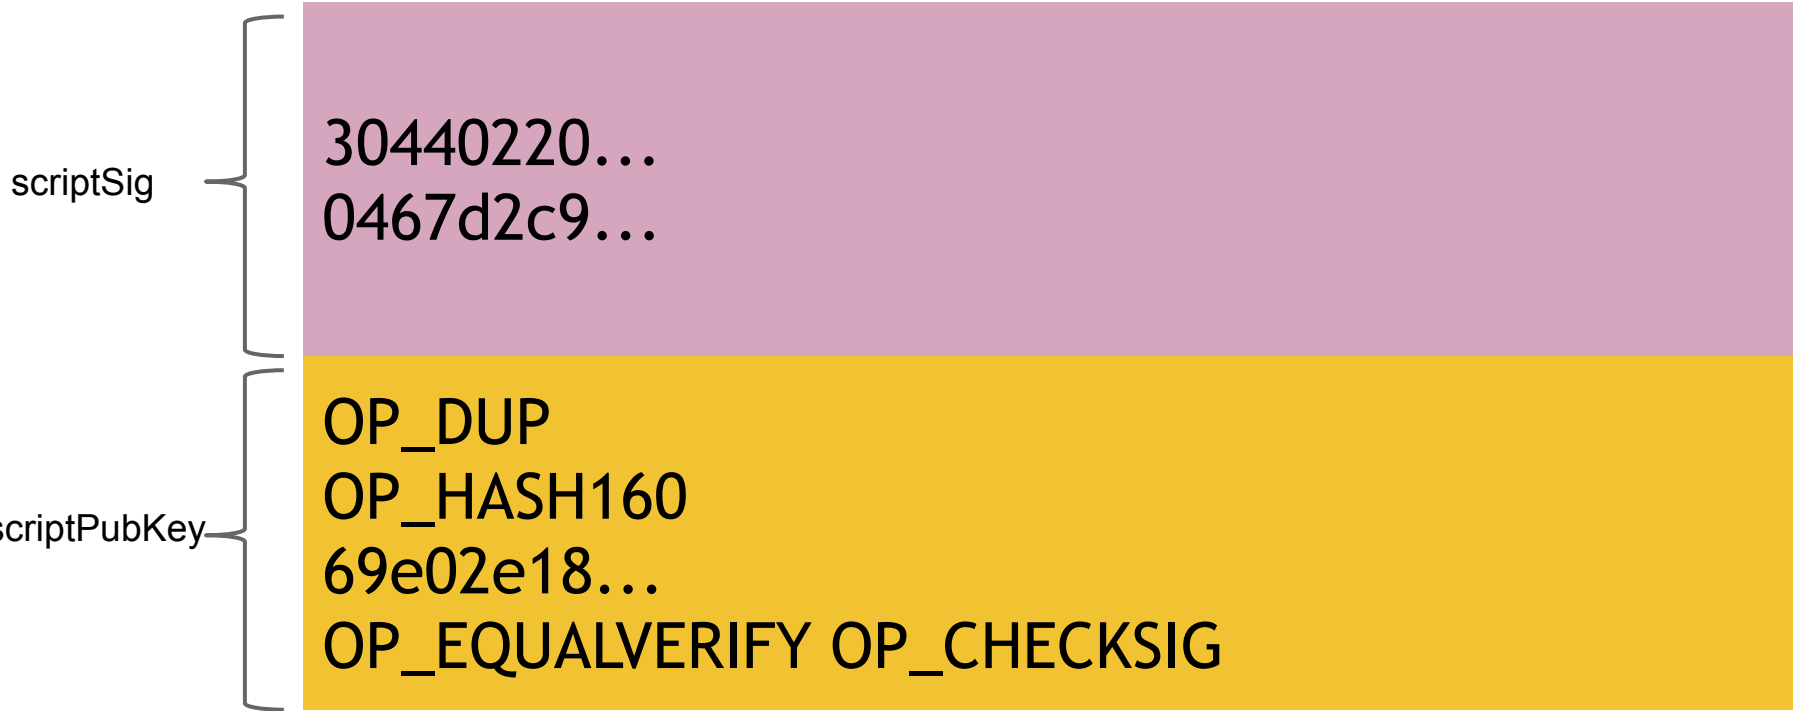 scriptSig
30440220...
0467d2c9...
scriptPubKey
OP_DUP
OP_HASH160
69e02e18...
OP_EQUALVERIFY OP_CHECKSIG